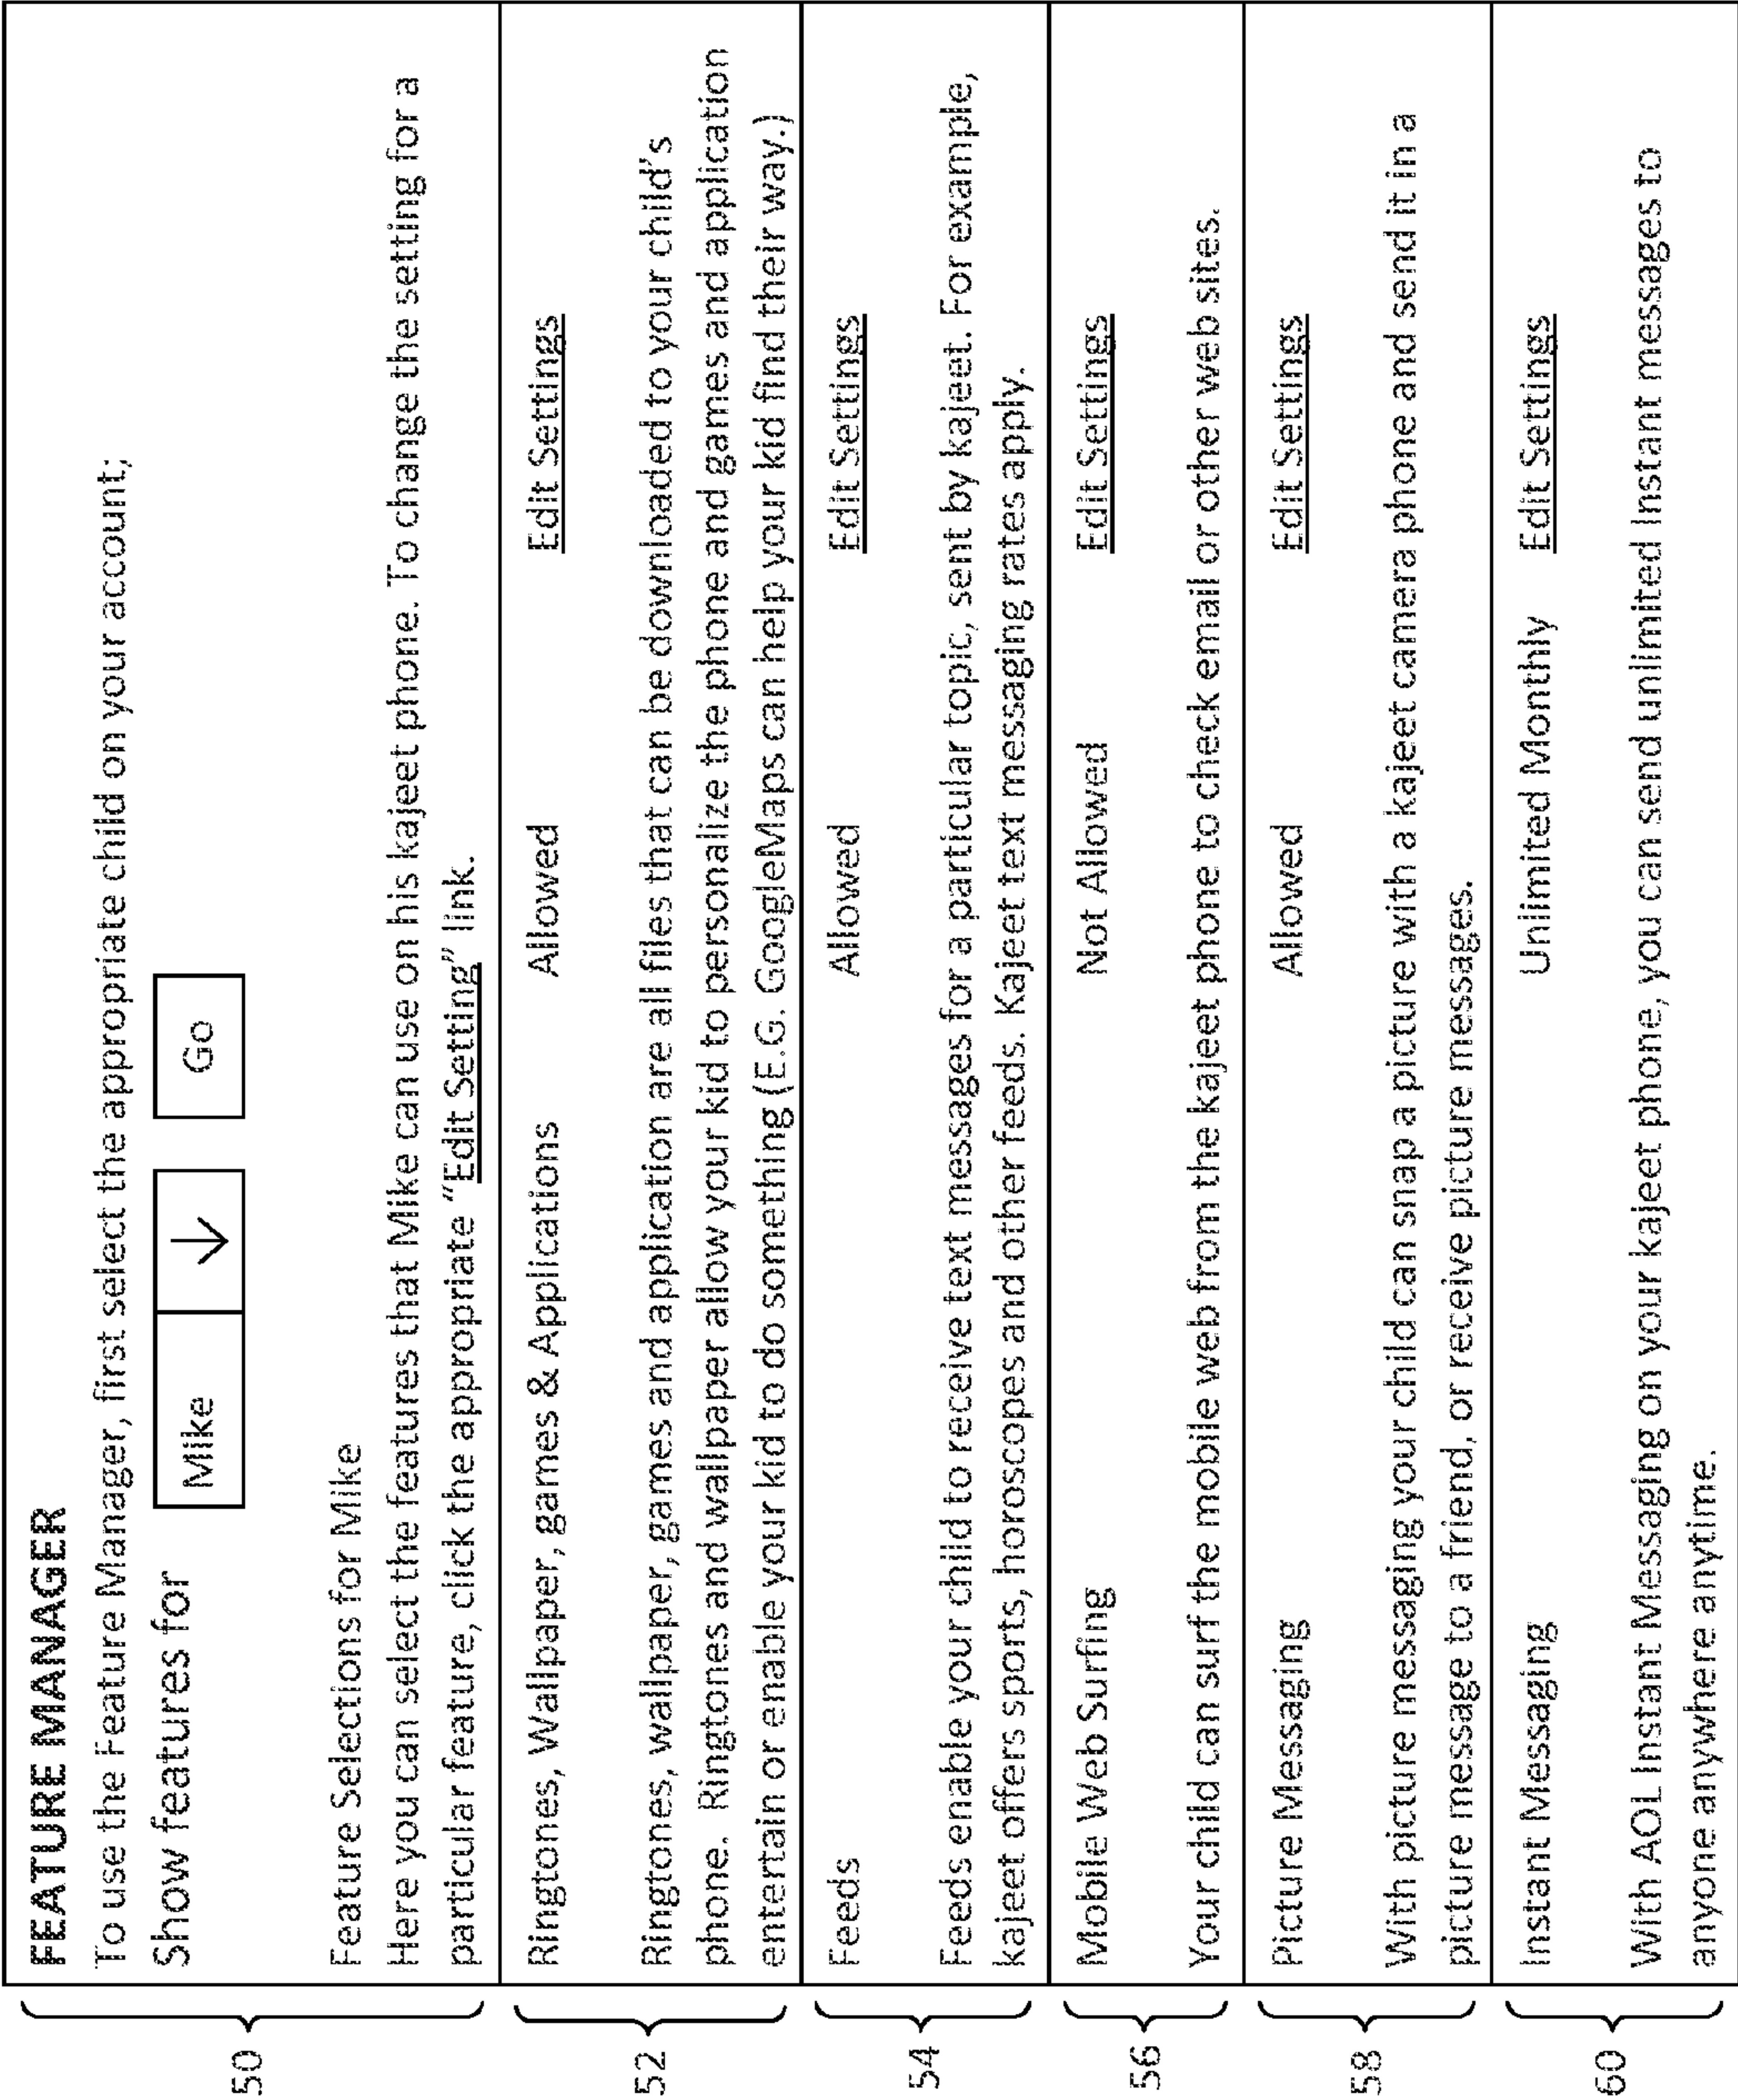 FEATURE MANAGER
To use the Feature Manager, first select the appropriate child on your account;
Show features for Mike ↓ Go
Feature Selections for Mike
Here you can select the features that Mike can use on his kajeet phone. To change the setting for a
particular feature, click the appropriate “Edit Setting” link.
50
Ringtones, Wallpaper, games & Applications Allowed Edit Settings
Ringtones, wallpaper, games and application are all files that can be downloaded to your child's
phone. Ringtones and wallpaper allow your kid to personalize the phone and games and application
entertain or enable your kid to do something (E.G. GoogleMaps can help your kid find their way.)
52
Feeds Allowed Edit Settings
Feeds enable your child to receive text messages for a particular topic, sent by kajeet. For example,
kajeet offers sports, horoscopes and other feeds. Kajeet text messaging rates apply.
54
Mobile Web Surfing Not Allowed Edit Settings
Your child can surf the mobile web from the kajeet phone to check email or other web sites.
56
Picture Messaging Allowed Edit Settings
With picture messaging your child can snap a picture with a kajeet camera phone and send it in a
picture message to a friend, or receive picture messages.
58
Instant Messaging Unlimited Monthly Edit Settings
With AOL Instant Messaging on your kajeet phone, you can send unlimited Instant messages to
anyone anywhere anytime.
60